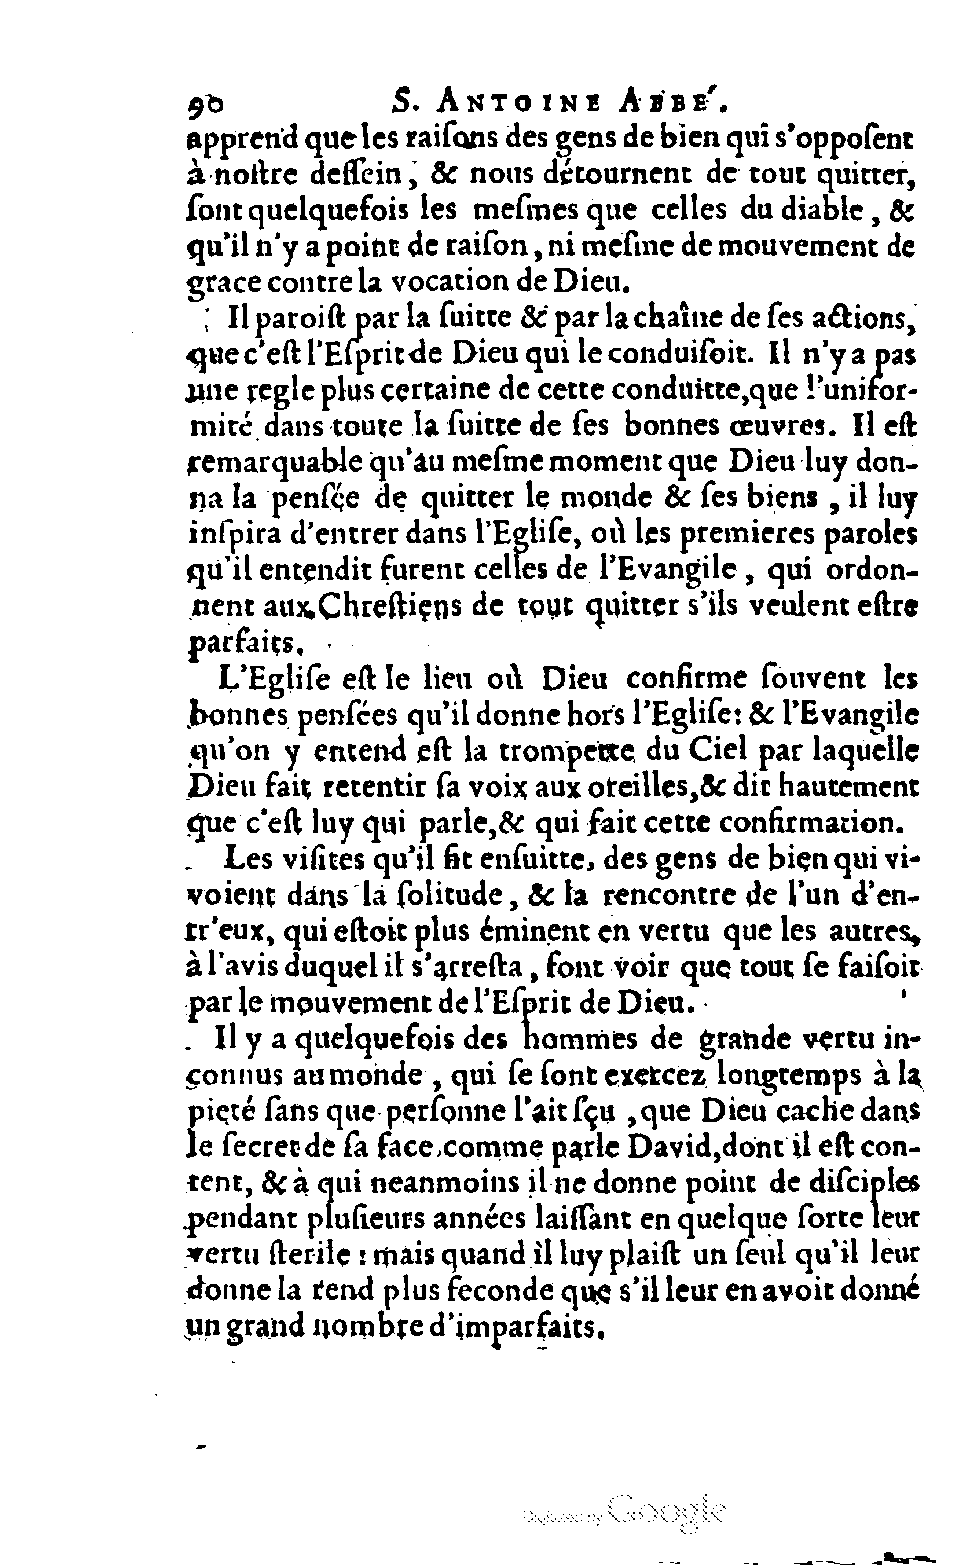 90 S. ANTOINE ABBÉ.
apprend que les raiſons des gens de bien qui s'oppoſent
à noſtre deſſein, & nous détournent de tout quitter,
ſont quelquefois les meſmes que celles du diable, &
qu'il n'y a point de raiſon, ni meſme de mouvement de
grace contre la vocation de Dieu.
Il paroiſt par la ſuitte & par la chaîne de ſes actions,
que c'eſt l'Eſprit de Dieu qui le conduiſoit. Il n'y a pas
une regle plus certaine de cette conduitte, que l'unifor-
mité dans toute la ſuitte de ſes bonnes œuvres. Il eſt
remarquable qu'au meſme moment que Dieu luy don-
na la penſée de quitter le monde & ſes biens, il luy
inſpira d'entrer dans l'Egliſe, où les premieres paroles
qu'il entendit furent celles de l'Evangile, qui ordon-
nent aux Chreſtiens de tout quitter s'ils veulent eſtre
parfaits.
L'Egliſe eſt le lieu où Dieu confirme ſouvent les
bonnes penſées qu'il donne hors l'Egliſe: & l'Evangile
qu'on y entend eſt la trompette du Ciel par laquelle
Dieu fait retentir ſa voix aux oreilles, & dit hautement
que c'eſt luy qui parle, & qui fait cette confirmation.
Les viſites qu'il fit enſuitte, des gens de bien qui vi-
voient dans la ſolitude, & la rencontre de l'un d'en-
tr'eux, qui eſtoit plus éminent en vertu que les autres,
à l'avis duquel il s'arreſta, font voir que tout ſe faiſoit
par le mouvement de l'Eſprit de Dieu.
Il y a quelquefois des hommes de grande vertu in-
connus au monde, qui ſe ſont exercez longtemps à la
pieté ſans que perſonne l'ait ſçu, que Dieu cache dans
le ſecret de ſa face, comme parle David, dont il eſt con-
tent, & à qui neanmoins il ne donne point de diſciples
pendant pluſieurs années laiſſant en quelque ſorte leur
vertu ſterile : mais quand il luy plaiſt un ſeul qu'il leur
donne la rend plus feconde que s'il leur en avoit donné
un grand nombre d'imparfaits.
Digitized by Google